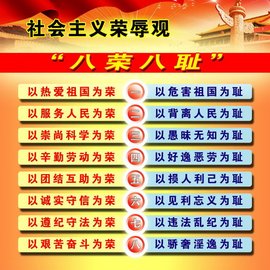 社会主义荣辱观
“八荣八耻”
以热爱祖国为荣 一 以危害祖国为耻
以服务人民为荣 二 以背离人民为耻
以崇尚科学为荣 三 以愚昧无知为耻
以辛勤劳动为荣 四 以好逸恶劳为耻
以团结互助为荣 五 以损人利己为耻
以诚实守信为荣 六 以见利忘义为耻
以遵纪守法为荣 七 以违法乱纪为耻
以艰苦奋斗为荣 八 以骄奢淫逸为耻